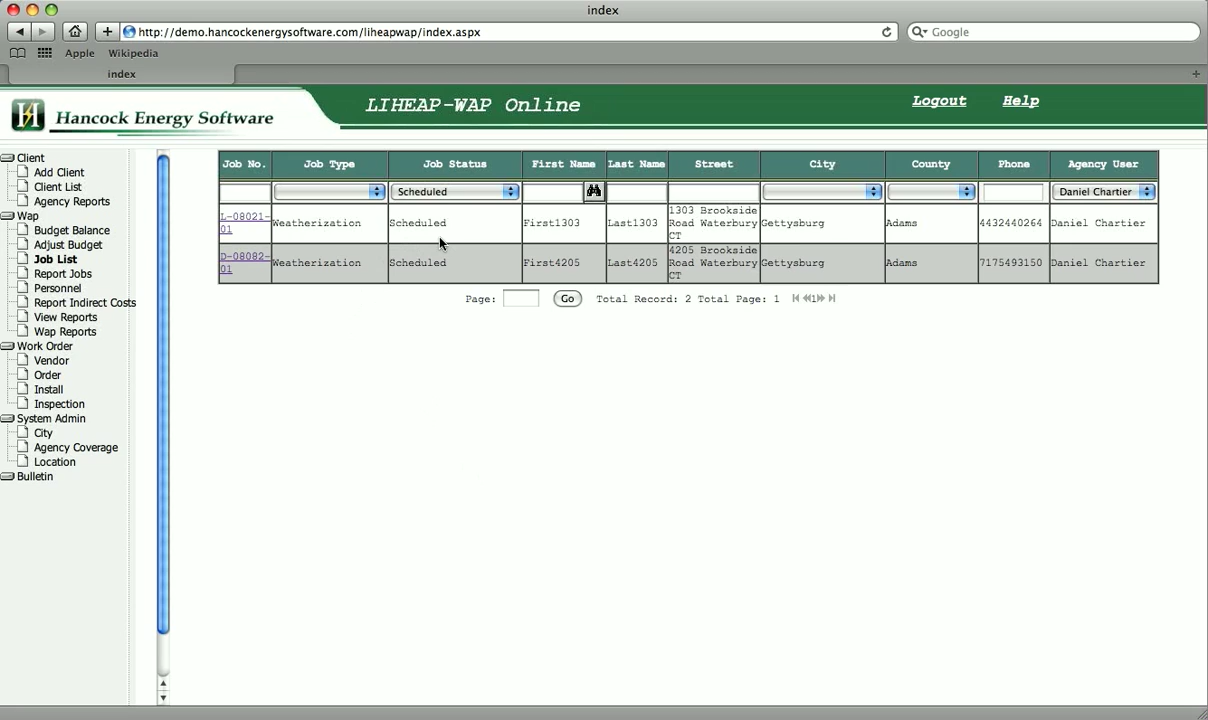 index
http://demo.hancockenergysoftware.com/liheapwap/index.aspx
Google
Apple Wikipedia
index
H Hancock Energy Software
LIHEAP-WAP Online
Logout Help
Client
Add Client
Client List
Agency Reports
Wap
Budget Balance
Adjust Budget
Job List
Report Jobs
Personnel
Report Indirect Costs
View Reports
Wap Reports
Work Order
Vendor
Order
Install
Inspection
System Admin
City
Agency Coverage
Location
Bulletin
Job No. Job Type Job Status First Name Last Name Street City County Phone Agency User
Scheduled Daniel Chartier
L-08021-01 Weatherization Scheduled First1303 Last1303 1303 Brookside Road Waterbury CT Gettysburg Adams 4432440264 Daniel Chartier
D-08082-01 Weatherization Scheduled First4205 Last4205 4205 Brookside Road Waterbury CT Gettysburg Adams 7175493150 Daniel Chartier
Page: Go Total Record: 2 Total Page: 1 1